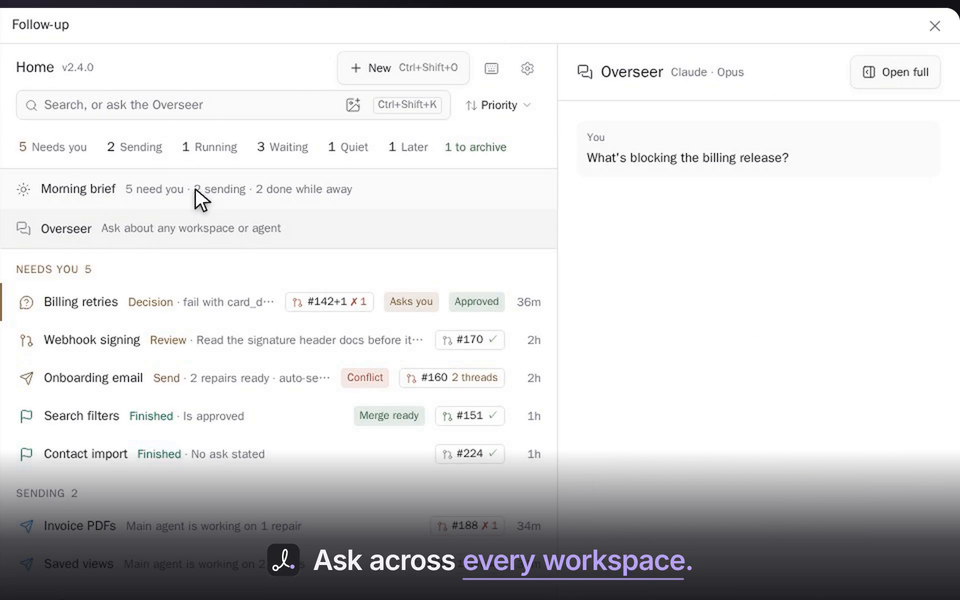 Follow-up
Home v2.4.0
+ New Ctrl+Shift+O
Search, or ask the Overseer Ctrl+Shift+K
Priority
5 Needs you 2 Sending 1 Running 3 Waiting 1 Quiet 1 Later 1 to archive
Morning brief 5 need you · 2 sending · 2 done while away
Overseer Ask about any workspace or agent
NEEDS YOU 5
Billing retries Decision · fail with card_d··· #142+1 ✗ 1 Asks you Approved 36m
Webhook signing Review · Read the signature header docs before it··· #170 ✓ 2h
Onboarding email Send · 2 repairs ready · auto-se··· Conflict #160 2 threads 2h
Search filters Finished · Is approved Merge ready #151 ✓ 1h
Contact import Finished · No ask stated #224 ✓ 1h
SENDING 2
Invoice PDFs Main agent is working on 1 repair #188 ✗ 1 34m
Saved views Main agent is working on 2
Overseer Claude · Opus
Open full
You
What's blocking the billing release?
Ask across every workspace.